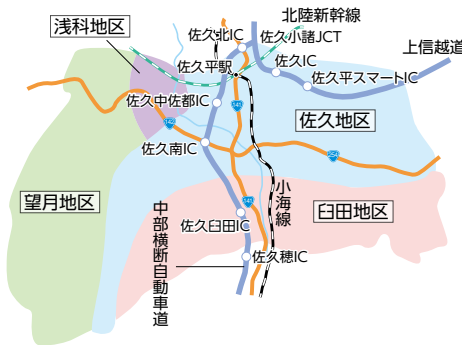 北陸新幹線
浅科地区
佐久北IC
佐久小諸JCT
上信越道
佐久平駅
佐久IC
佐久平スマートIC
佐久中佐都IC
141
佐久地区
142
佐久南IC
254
望月地区
小海線
141
臼田地区
中部横断自動車道
佐久臼田IC
佐久穂IC